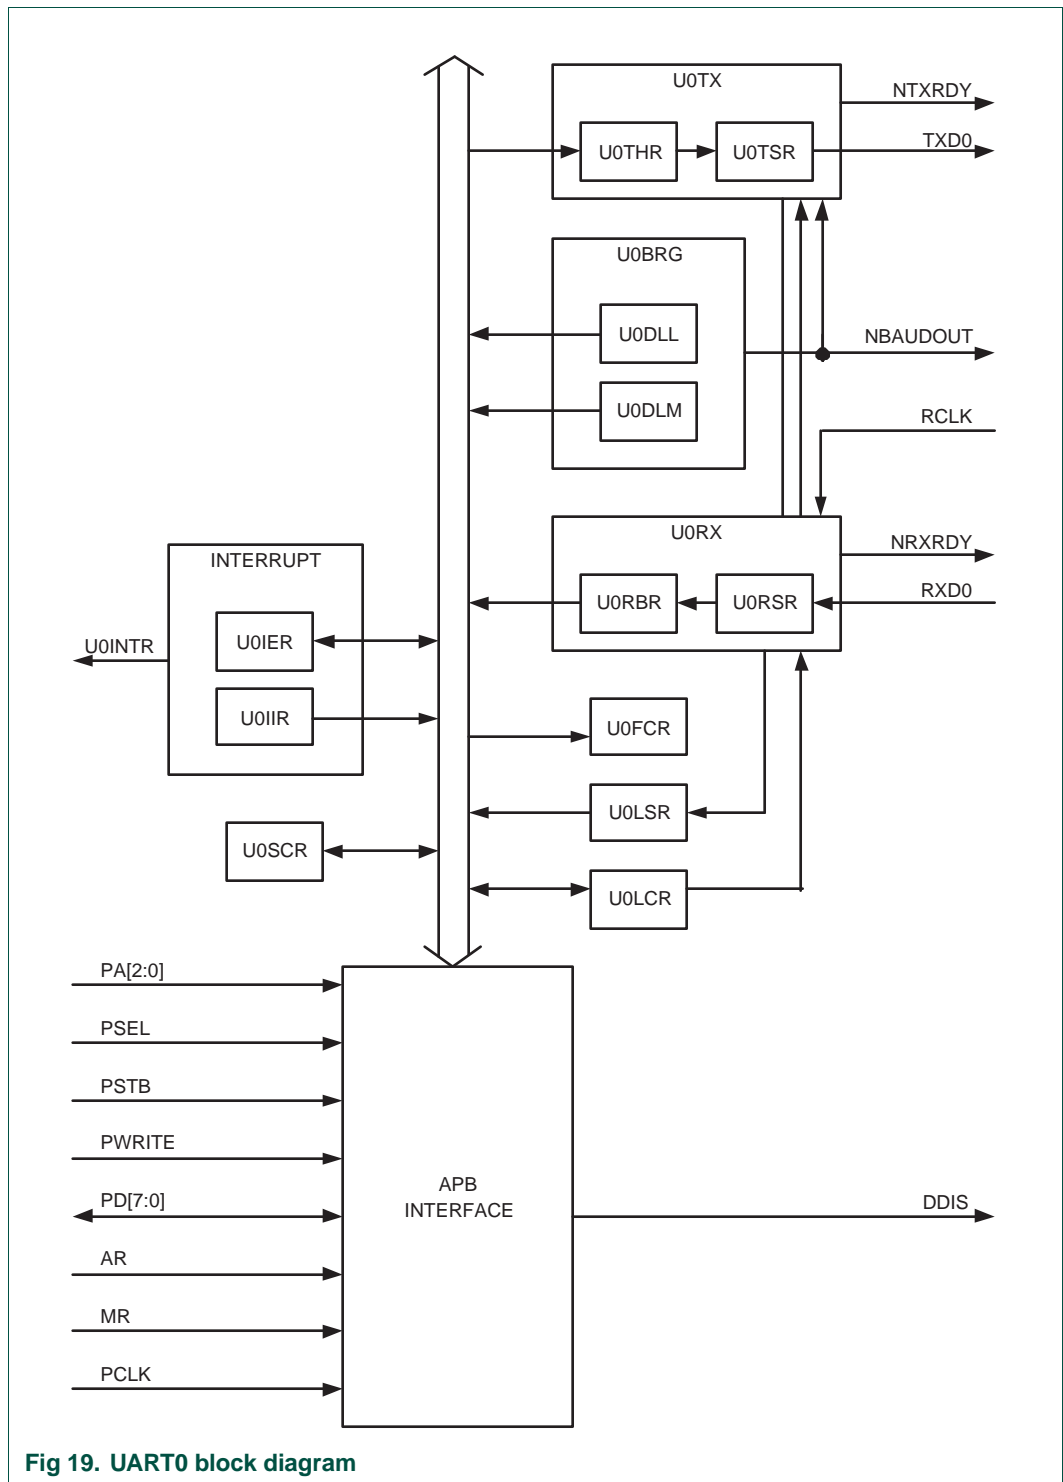 U0TX
NTXRDY
U0THR
U0TSR
TXD0
U0BRG
U0DLL
NBAUDOUT
U0DLM
RCLK
U0RX
NRXRDY
INTERRUPT
U0RBR
U0RSR
RXD0
U0INTR
U0IER
U0IIR
U0FCR
U0LSR
U0SCR
U0LCR
PA[2:0]
PSEL
PSTB
PWRITE
PD[7:0]
APB
INTERFACE
DDIS
AR
MR
PCLK
Fig 19. UART0 block diagram